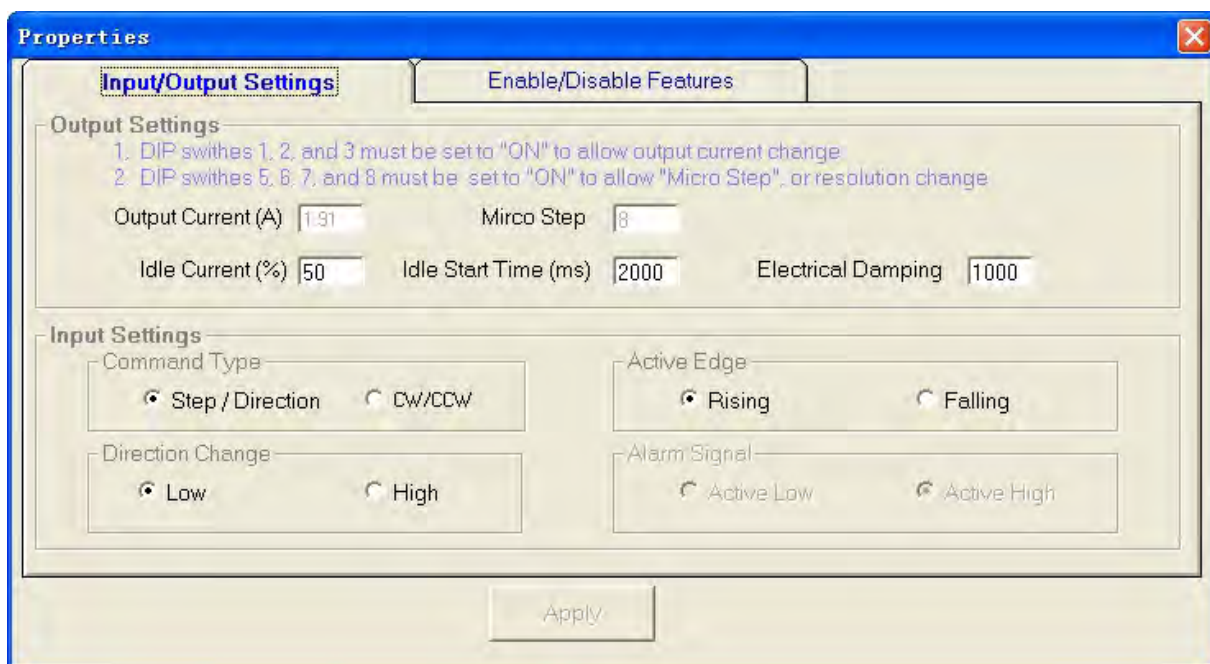 Properties
Input/Output Settings Enable/Disable Features
Output Settings
1. DIP swithes 1, 2, and 3 must be set to "ON" to allow output current change
2. DIP swithes 5, 6, 7, and 8 must be set to "ON" to allow "Micro Step", or resolution change
Output Current (A) 1.91 Mirco Step 8
Idle Current (%) 50 Idle Start Time (ms) 2000 Electrical Damping 1000
Input Settings
Command Type Active Edge
Step / Direction CW/CCW Rising Falling
Direction Change Alarm Signal
Low High Active Low Active High
Apply